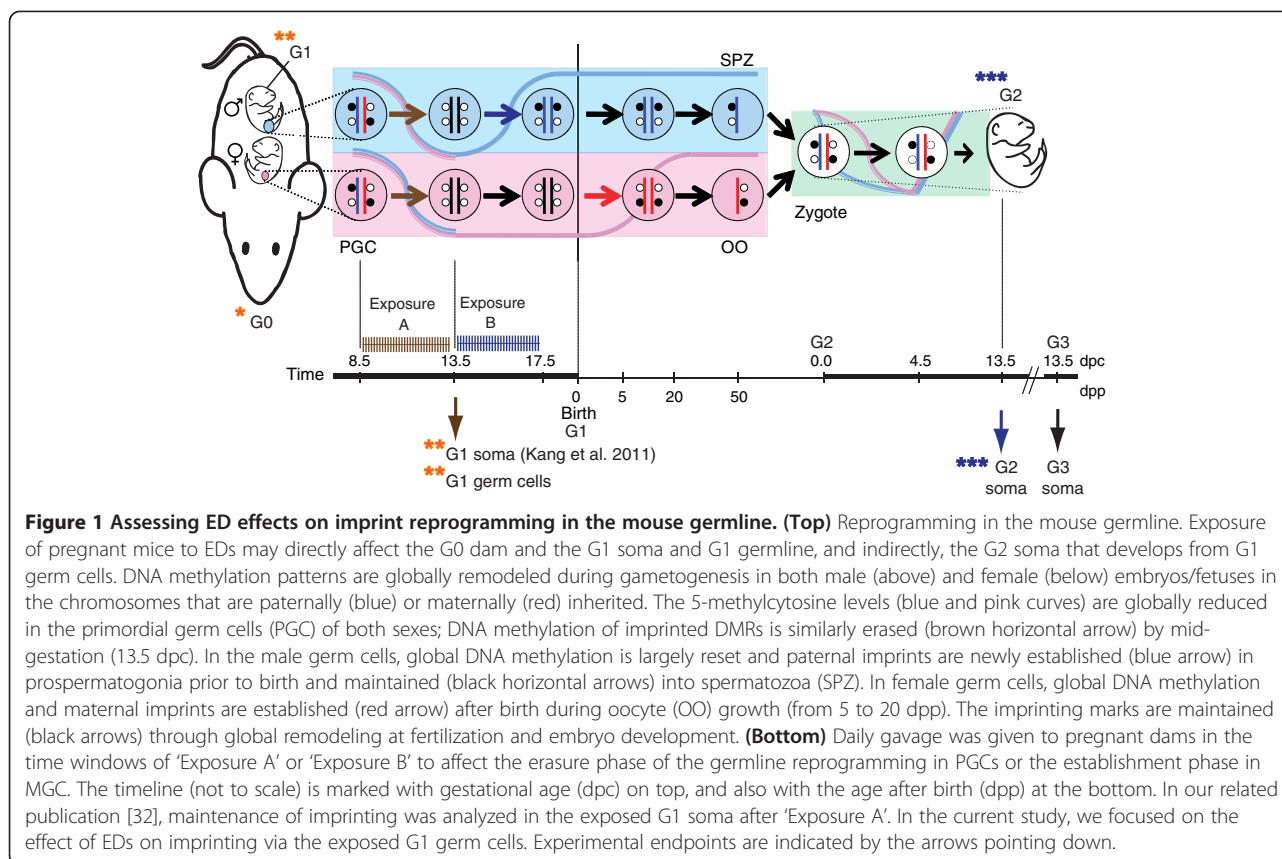 **
G1
SPZ
***
G2
♂
♀
Zygote
PGC
OO
* G0
Exposure
A
Exposure
B
G2
G3
8.5
13.5
17.5
0.0
4.5
13.5
13.5
dpc
Time
dpp
0
5
20
50
Birth
G1
** G1 soma (Kang et al. 2011)
** G1 germ cells
*** G2
soma
G3
soma
Figure 1 Assessing ED effects on imprint reprogramming in the mouse germline. (Top) Reprogramming in the mouse germline. Exposure
of pregnant mice to EDs may directly affect the G0 dam and the G1 soma and G1 germline, and indirectly, the G2 soma that develops from G1
germ cells. DNA methylation patterns are globally remodeled during gametogenesis in both male (above) and female (below) embryos/fetuses in
the chromosomes that are paternally (blue) or maternally (red) inherited. The 5-methylcytosine levels (blue and pink curves) are globally reduced
in the primordial germ cells (PGC) of both sexes; DNA methylation of imprinted DMRs is similarly erased (brown horizontal arrow) by mid-
gestation (13.5 dpc). In the male germ cells, global DNA methylation is largely reset and paternal imprints are newly established (blue arrow) in
prospermatogonia prior to birth and maintained (black horizontal arrows) into spermatozoa (SPZ). In female germ cells, global DNA methylation
and maternal imprints are established (red arrow) after birth during oocyte (OO) growth (from 5 to 20 dpp). The imprinting marks are maintained
(black arrows) through global remodeling at fertilization and embryo development. (Bottom) Daily gavage was given to pregnant dams in the
time windows of ‘Exposure A’ or ‘Exposure B’ to affect the erasure phase of the germline reprogramming in PGCs or the establishment phase in
MGC. The timeline (not to scale) is marked with gestational age (dpc) on top, and also with the age after birth (dpp) at the bottom. In our related
publication [32], maintenance of imprinting was analyzed in the exposed G1 soma after ‘Exposure A’. In the current study, we focused on the
effect of EDs on imprinting via the exposed G1 germ cells. Experimental endpoints are indicated by the arrows pointing down.